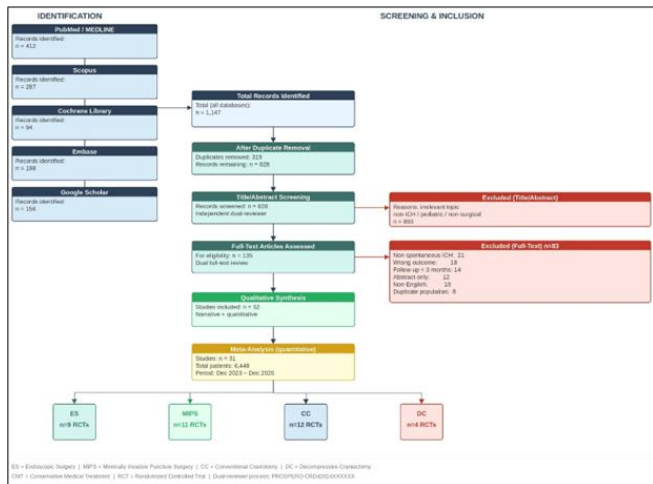 IDENTIFICATION
PubMed / MEDLINE
Records identified:
n = 412
Scopus
Records identified:
n = 287
Cochrane Library
Records identified:
n = 94
Embase
Records identified:
n = 198
Google Scholar
Records identified:
n = 156
SCREENING & INCLUSION
Total Records Identified
Total (all databases):
n = 1,147
After Duplicate Removal
Duplicates removed: 319
Records remaining: n = 828
Title/Abstract Screening
Records screened: n = 828
Independent dual-reviewer
Excluded (Title/Abstract)
Reasons: irrelevant topic
non-ICH / pediatric / non-surgical
n = 693
Full-Text Articles Assessed
For eligibility: n = 135
Dual full-text review
Excluded (Full-Text) n=83
Non-spontaneous ICH: 21
Wrong outcome: 18
Follow-up < 3 months: 14
Abstract only: 12
Non-English: 10
Duplicate population: 8
Qualitative Synthesis
Studies included: n = 52
Narrative + quantitative
Meta-Analysis (quantitative)
Studies: n = 31
Total patients: 6,448
Period: Dec 2023 – Dec 2025
ES
n=9 RCTs
MIPS
n=11 RCTs
CC
n=12 RCTs
DC
n=4 RCTs
ES = Endoscopic Surgery | MIPS = Minimally Invasive Puncture Surgery | CC = Conventional Craniotomy | DC = Decompressive Craniectomy
CMT = Conservative Medical Treatment | RCT = Randomized Controlled Trial | Dual-reviewer process; PROSPERO